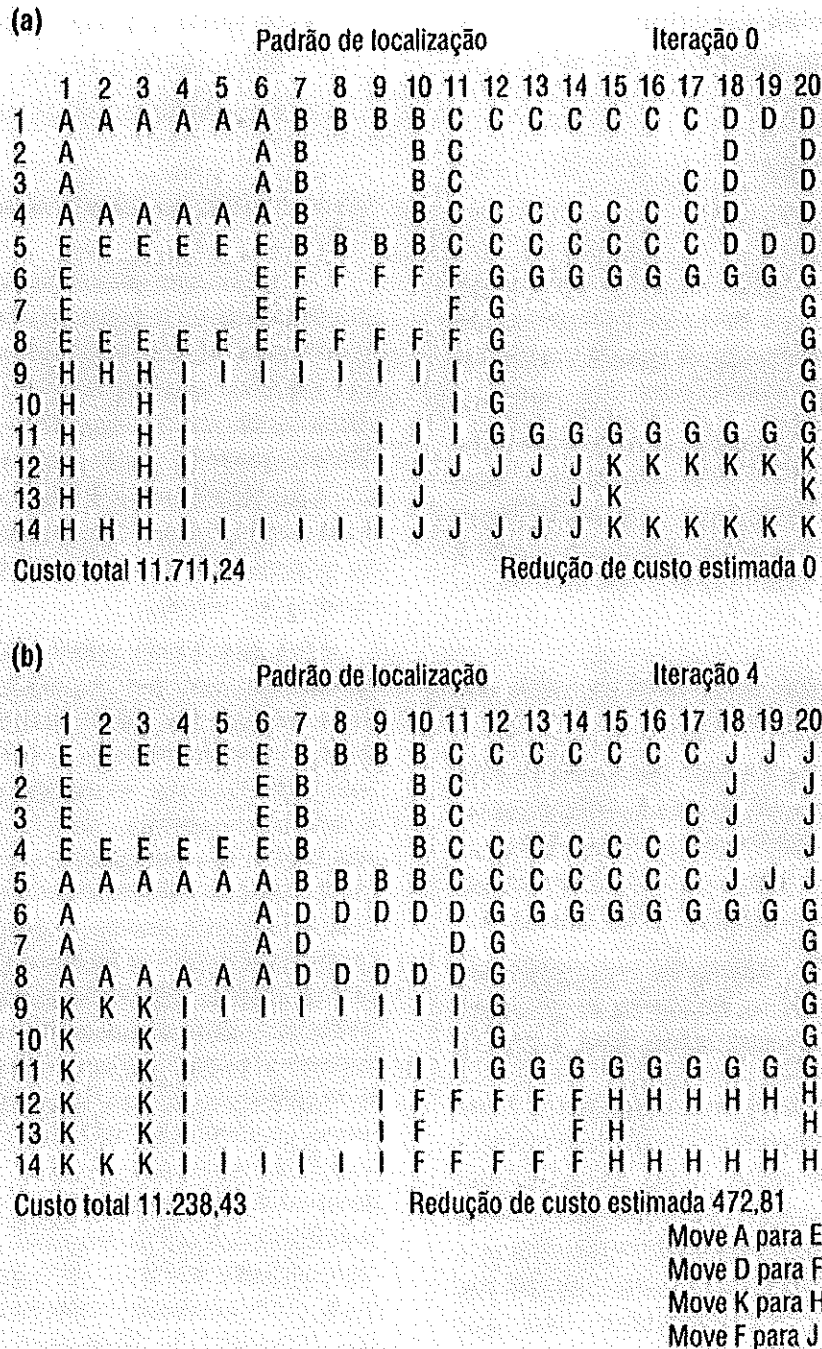 (a)
Padrão de localização Iteração 0
1 2 3 4 5 6 7 8 9 10 11 12 13 14 15 16 17 18 19 20
1 A A A A A A B B B B C C C C C C C D D D
2 A A B B C D D
3 A A B B C C D D
4 A A A A A A B B C C C C C C C D D
5 E E E E E E B B B B C C C C C C C D D D
6 E E F F F F F G G G G G G G G G
7 E E F F G G
8 E E E E E E F F F F F G G
9 H H H I I I I I I I I G G
10 H H I I G G
11 H H I I I I G G G G G G G G G
12 H H I I J J J J J K K K K K K
13 H H I I J J K K
14 H H H I I I I I I J J J J J K K K K K K
Custo total 11.711,24 Redução de custo estimada 0
(b)
Padrão de localização Iteração 4
1 2 3 4 5 6 7 8 9 10 11 12 13 14 15 16 17 18 19 20
1 E E E E E E B B B B C C C C C C C J J J
2 E E B B C J J
3 E E B B C C J J
4 E E E E E E B B C C C C C C C J J
5 A A A A A A B B B B C C C C C C C J J J
6 A A D D D D D G G G G G G G G G
7 A A D D G G
8 A A A A A A D D D D D G G
9 K K K I I I I I I I I G G
10 K K I I G G
11 K K I I I I G G G G G G G G G
12 K K I I F F F F F H H H H H H
13 K K I I F F H H
14 K K K I I I I I I F F F F F H H H H H H
Custo total 11.238,43 Redução de custo estimada 472,81
Move A para E
Move D para F
Move K para H
Move F para J